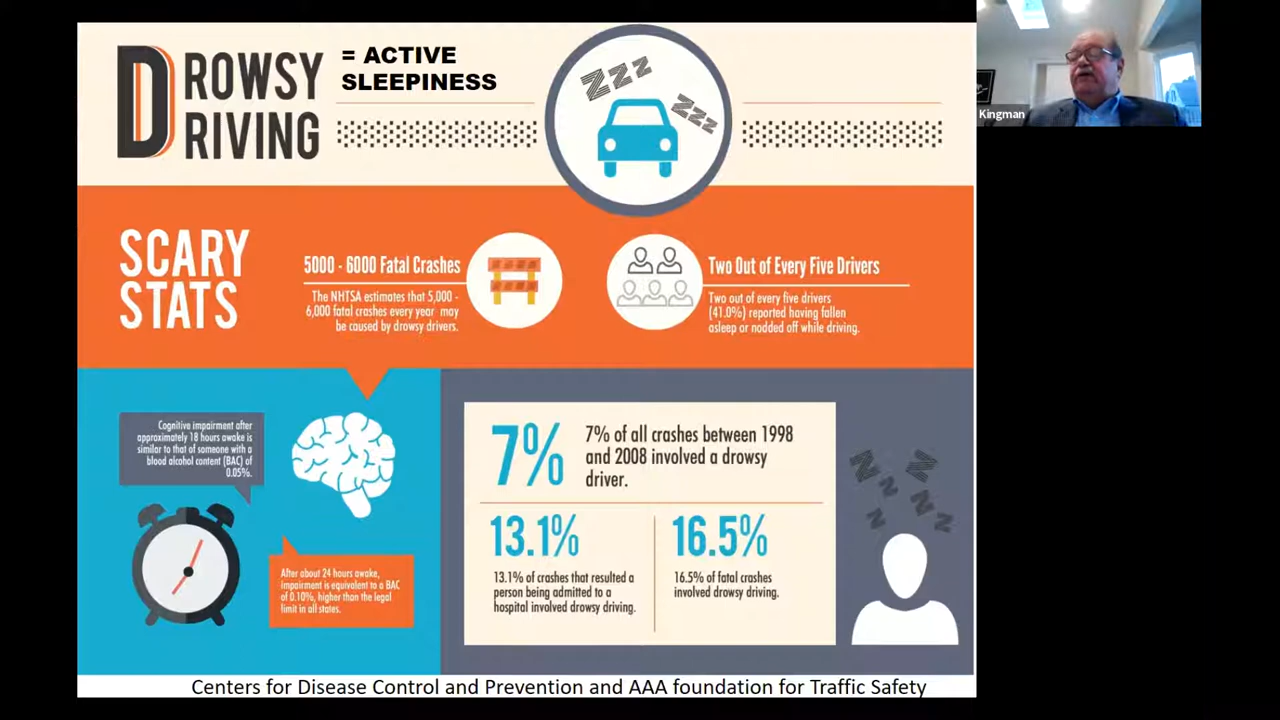 DROWSY
DRIVING
= ACTIVE
SLEEPINESS
ZZZ
ZZZ
Kingman
SCARY
STATS
5000 - 6000 Fatal Crashes
The NHTSA estimates that 5,000 -
6,000 fatal crashes every year may
be caused by drowsy drivers.
Two Out of Every Five Drivers
Two out of every five drivers
(41.0%) reported having fallen
asleep or nodded off while driving.
Cognitive impairment after
approximately 18 hours awake is
similar to that of someone with a
blood alcohol content (BAC) of
0.05%.
After about 24 hours awake,
impairment is equivalent to a BAC
of 0.10%, higher than the legal
limit in all states.
7%
7% of all crashes between 1998
and 2008 involved a drowsy
driver.
13.1%
13.1% of crashes that resulted a
person being admitted to a
hospital involved drowsy driving.
16.5%
16.5% of fatal crashes
involved drowsy driving.
Z Z Z Z Z Z
Centers for Disease Control and Prevention and AAA foundation for Traffic Safety